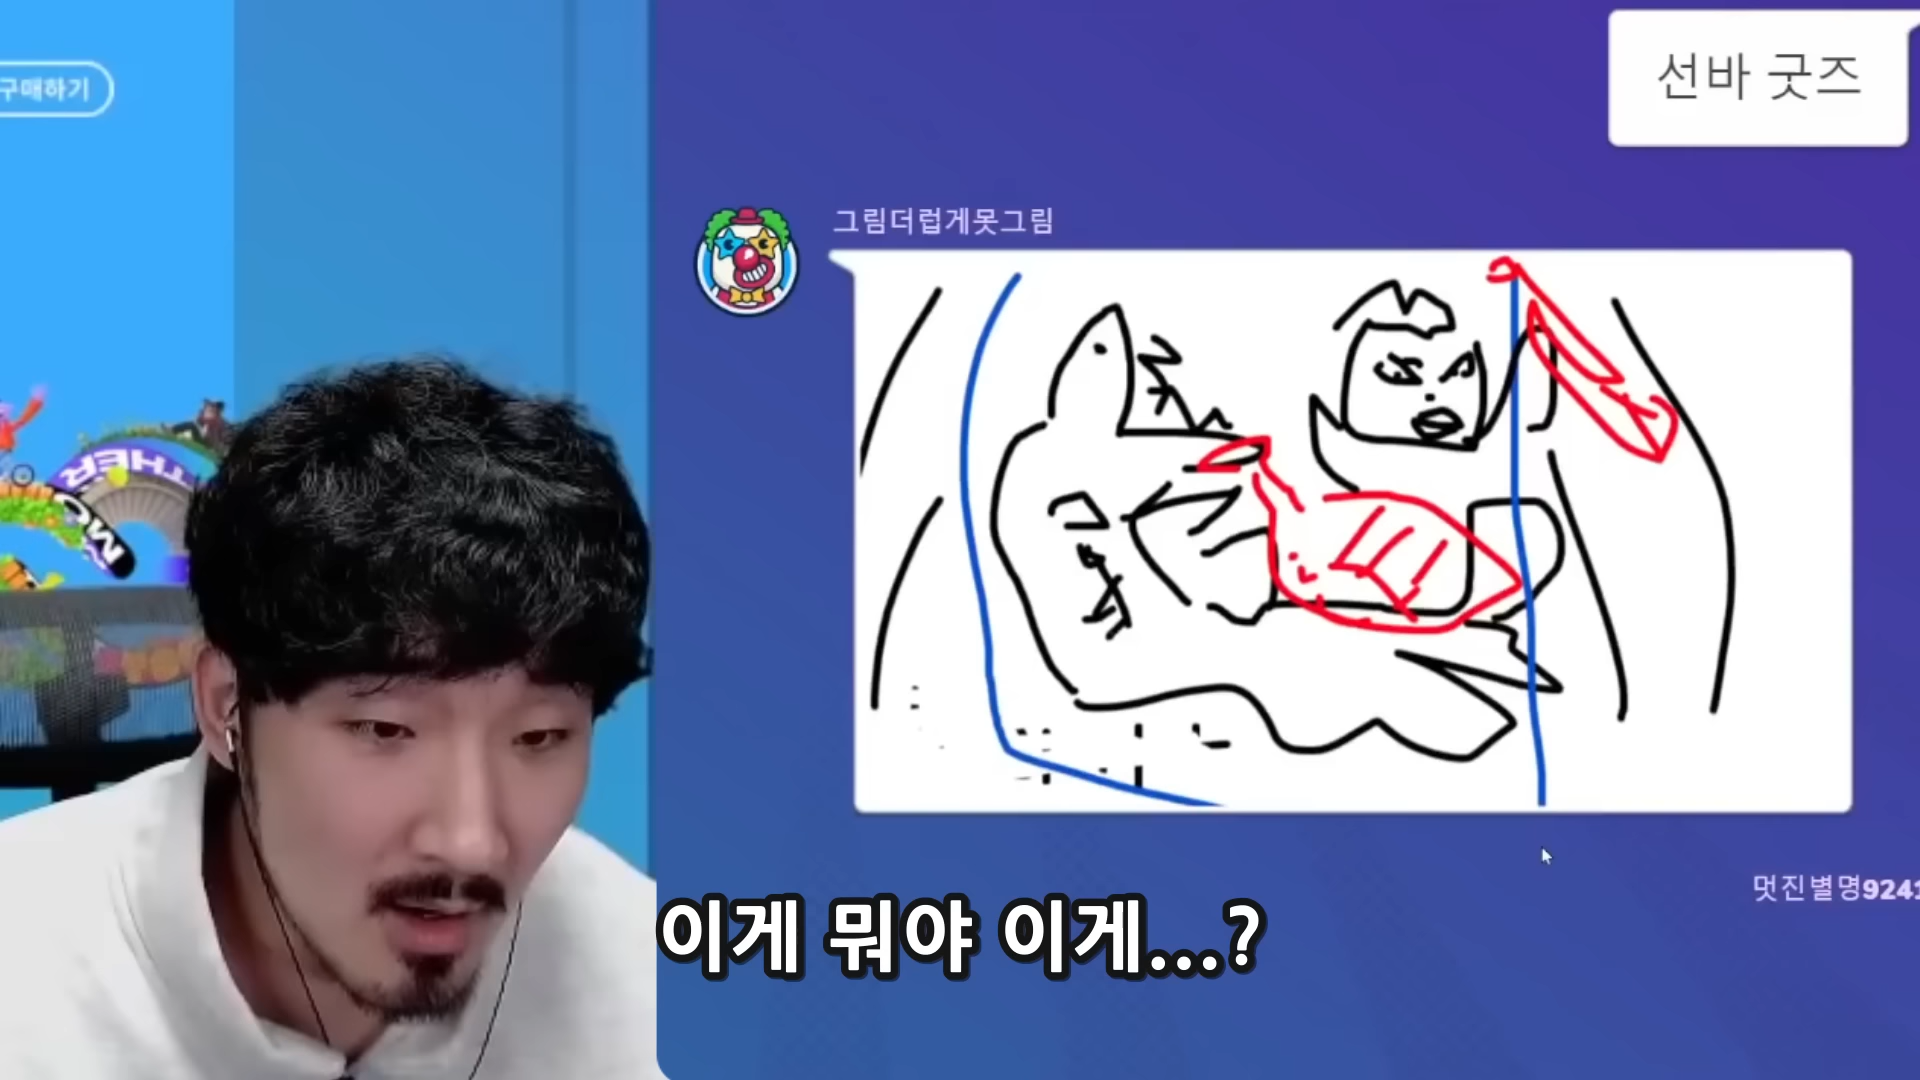 구매하기
선바 굿즈
그림더럽게못그림
멋진별명9241
이게 뭐야 이게...?